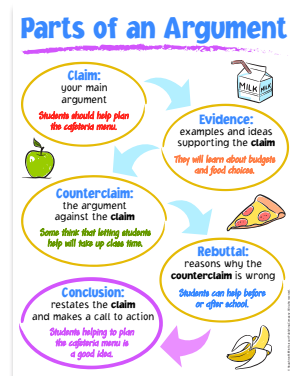 Parts of an Argument
Claim:
your main
argument
Students should help plan
the cafeteria menu.
MILK
MILK
Evidence:
examples and ideas
supporting the claim
They will learn about budgets
and food choices.
Counterclaim:
the argument
against the claim
Some think that letting students
help will take up class time.
Rebuttal:
reasons why the
counterclaim is wrong
Students can help before
or after school.
Conclusion:
restates the claim
and makes a call to action
Students helping to plan
the cafeteria menu is
a good idea.